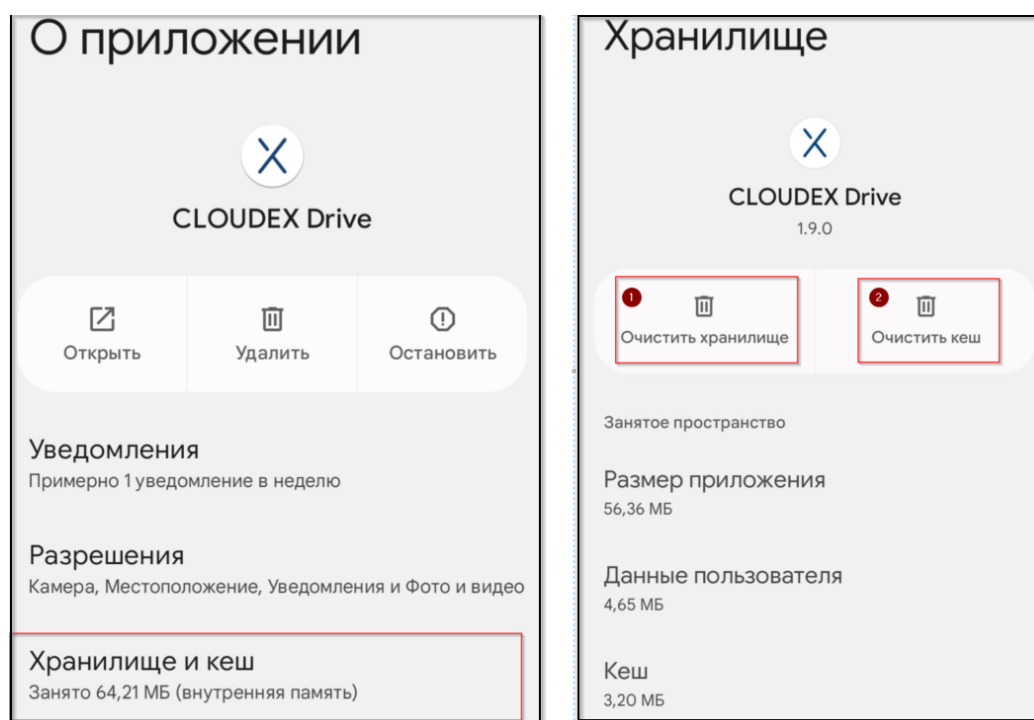 О приложении
CLOUDEX Drive
Открыть
Удалить
Остановить
Уведомления
Примерно 1 уведомление в неделю
Разрешения
Камера, Местоположение, Уведомления и Фото и видео
Хранилище и кеш
Занято 64,21 МБ (внутренняя память)
Хранилище
CLOUDEX Drive
1.9.0
1
Очистить хранилище
2
Очистить кеш
Занятое пространство
Размер приложения
56,36 МБ
Данные пользователя
4,65 МБ
Кеш
3,20 МБ